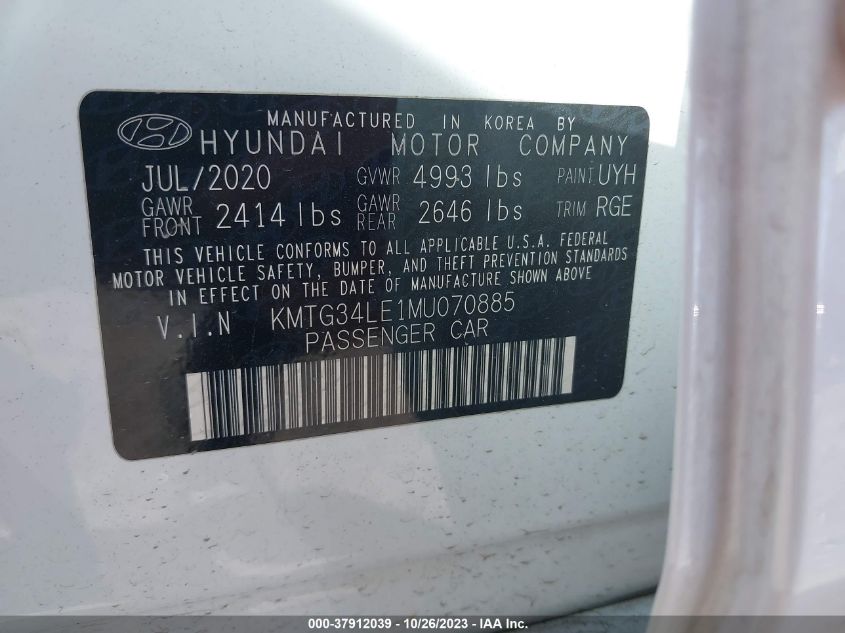 MANUFACTURED IN KOREA BY
HYUNDAI MOTOR COMPANY
JUL/2020 GVWR 4993 lbs PAINT UYH
GAWR FRONT 2414 lbs GAWR REAR 2646 lbs TRIM RGE
THIS VEHICLE CONFORMS TO ALL APPLICABLE U.S.A. FEDERAL
MOTOR VEHICLE SAFETY, BUMPER, AND THEFT PREVENTION STANDARDS
IN EFFECT ON THE DATE OF MANUFACTURE SHOWN ABOVE
V.I.N KMTG34LE1MU070885
PASSENGER CAR
000-37912039 - 10/26/2023 - IAA Inc.